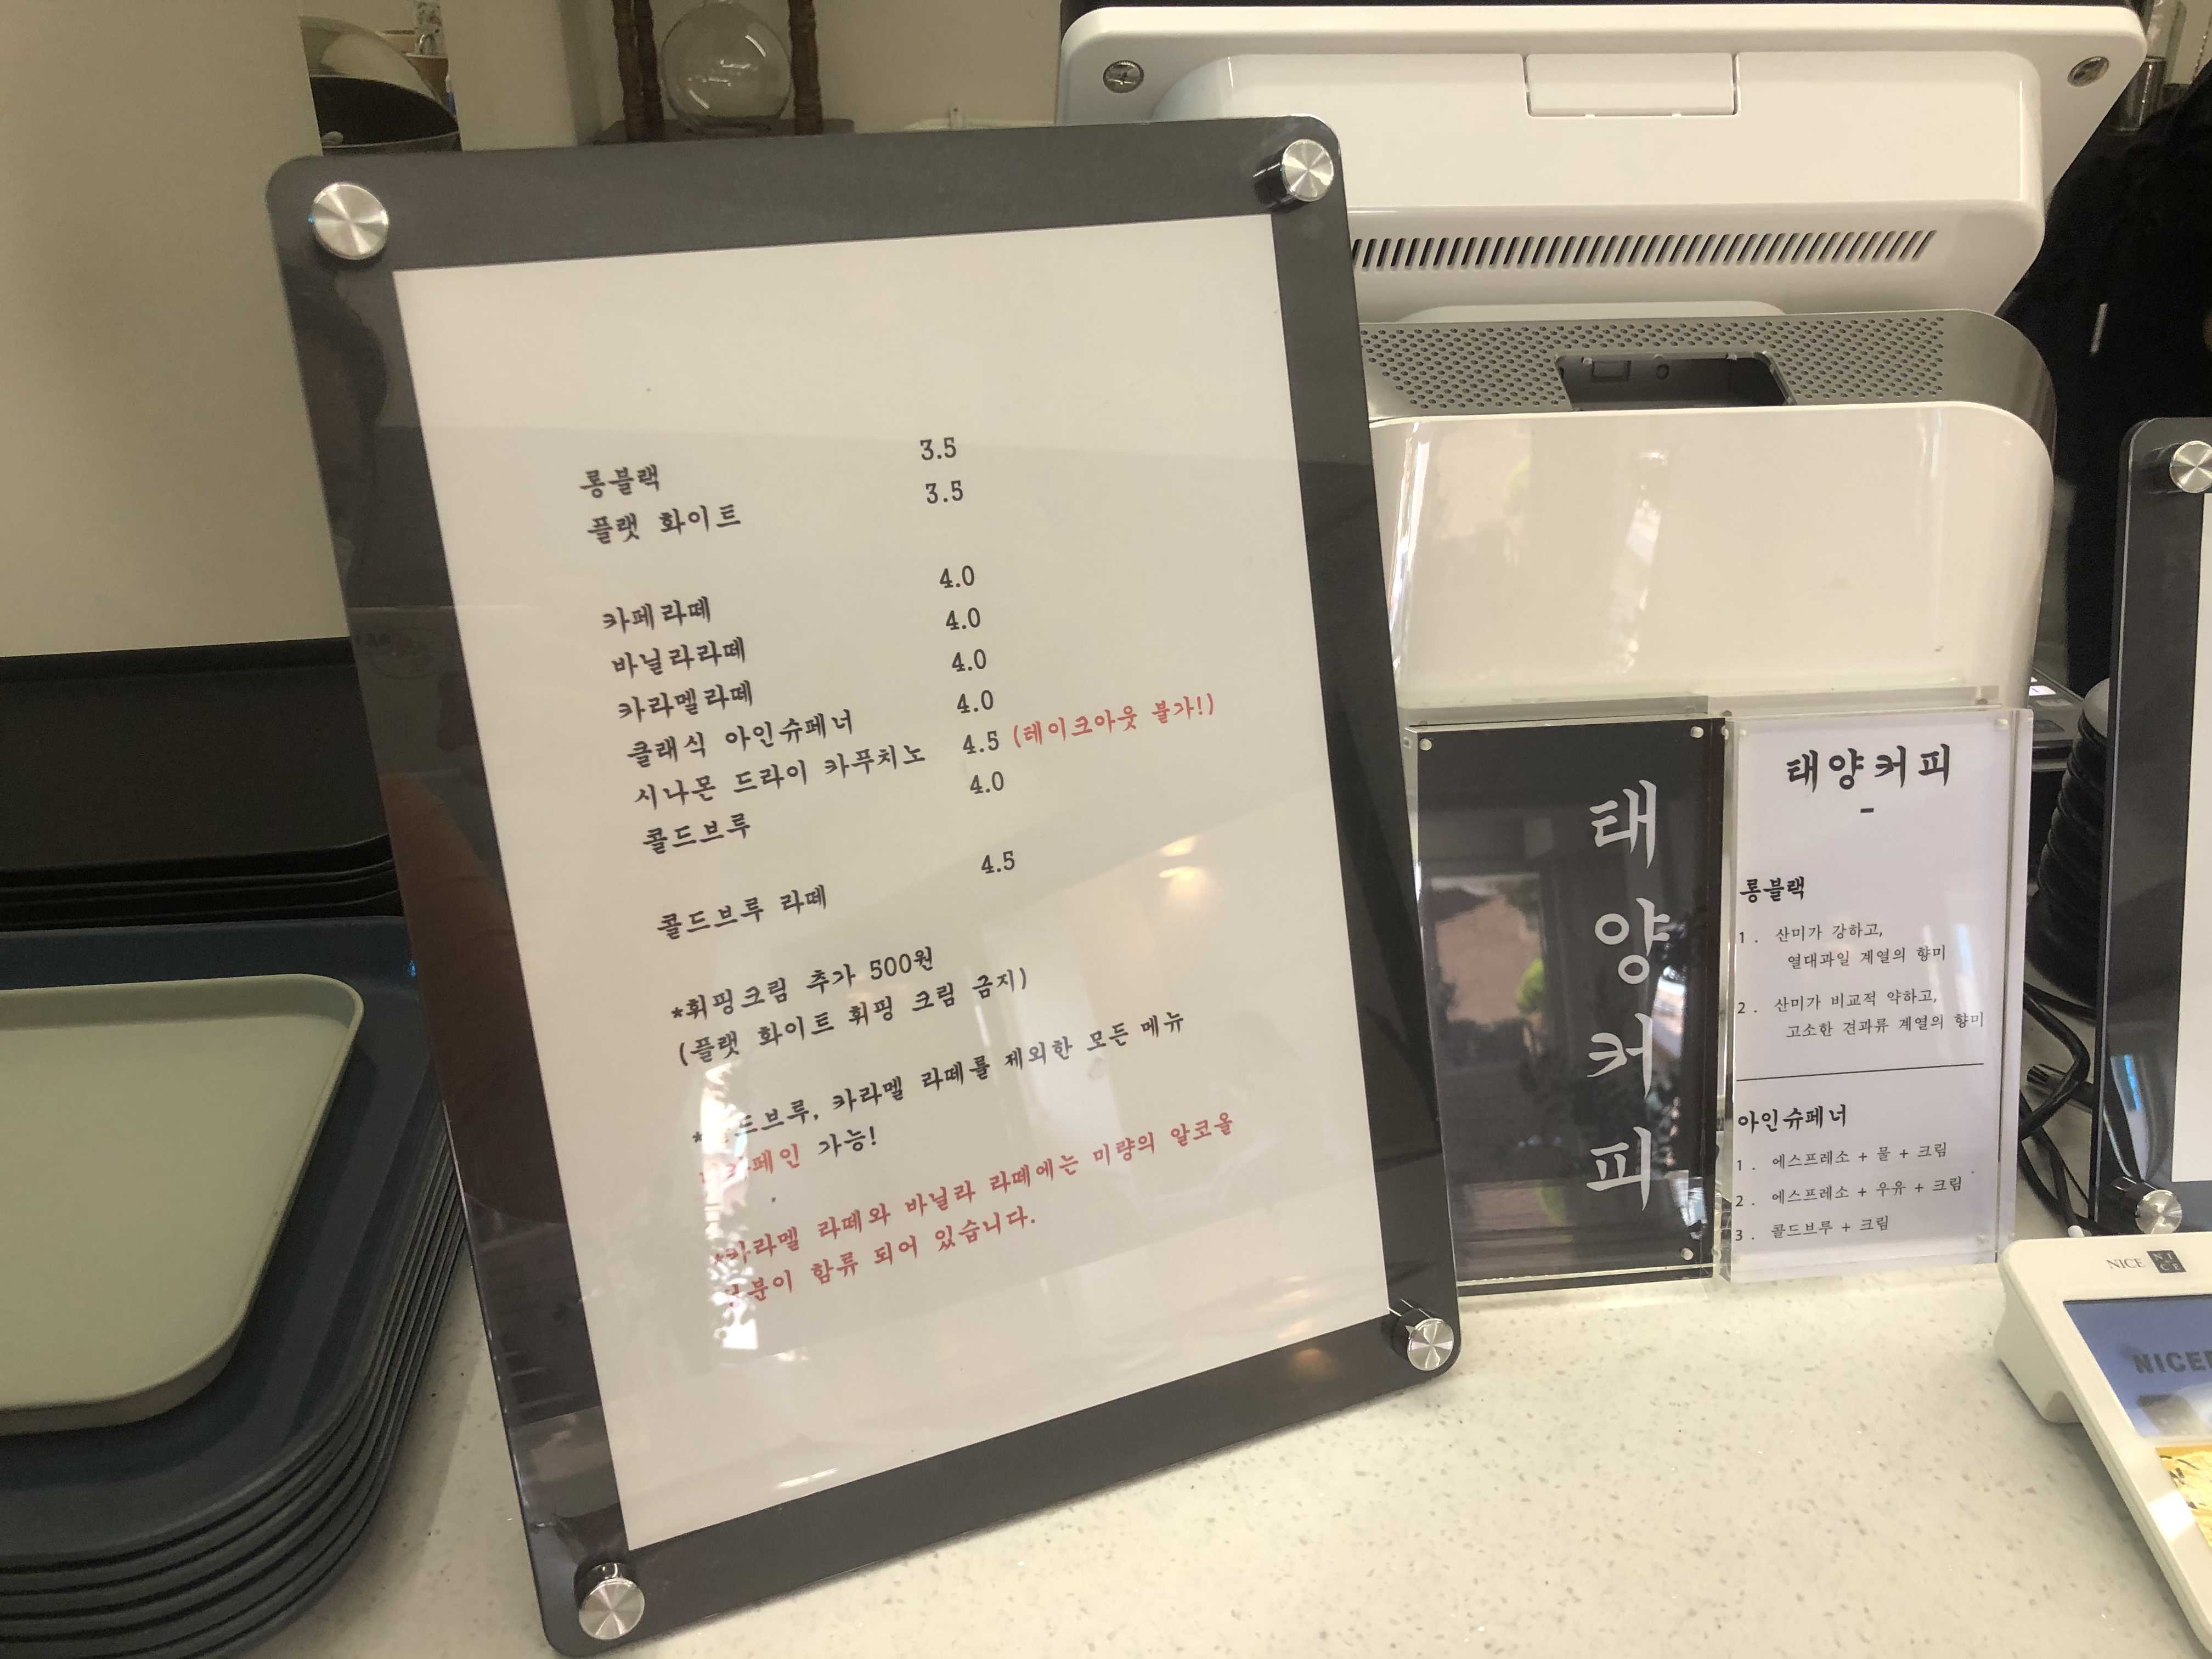 롱블랙 3.5
플랫 화이트 3.5
카페라떼 4.0
바닐라라떼 4.0
카라멜라떼 4.0
클래식 아인슈페너 4.0
시나몬 드라이 카푸치노 4.5 (테이크아웃 불가!)
콜드브루 4.0
콜드브루 라떼 4.5
*휘핑크림 추가 500원
(플랫 화이트 휘핑 크림 금지)
카라멜 라떼를 제외한 모든 메뉴
가능!
*카라멜 라떼와 바닐라 라떼에는 미량의 알코올
함류 되어 있습니다.
태양커피
태양커피
-
롱블랙
1. 산미가 강하고,
열대과일 계열의 향미
2. 산미가 비교적 약하고,
고소한 견과류 계열의 향미
아인슈페너
1. 에스프레소 + 물 + 크림
2. 에스프레소 + 우유 + 크림
3. 콜드브루 + 크림
NICE